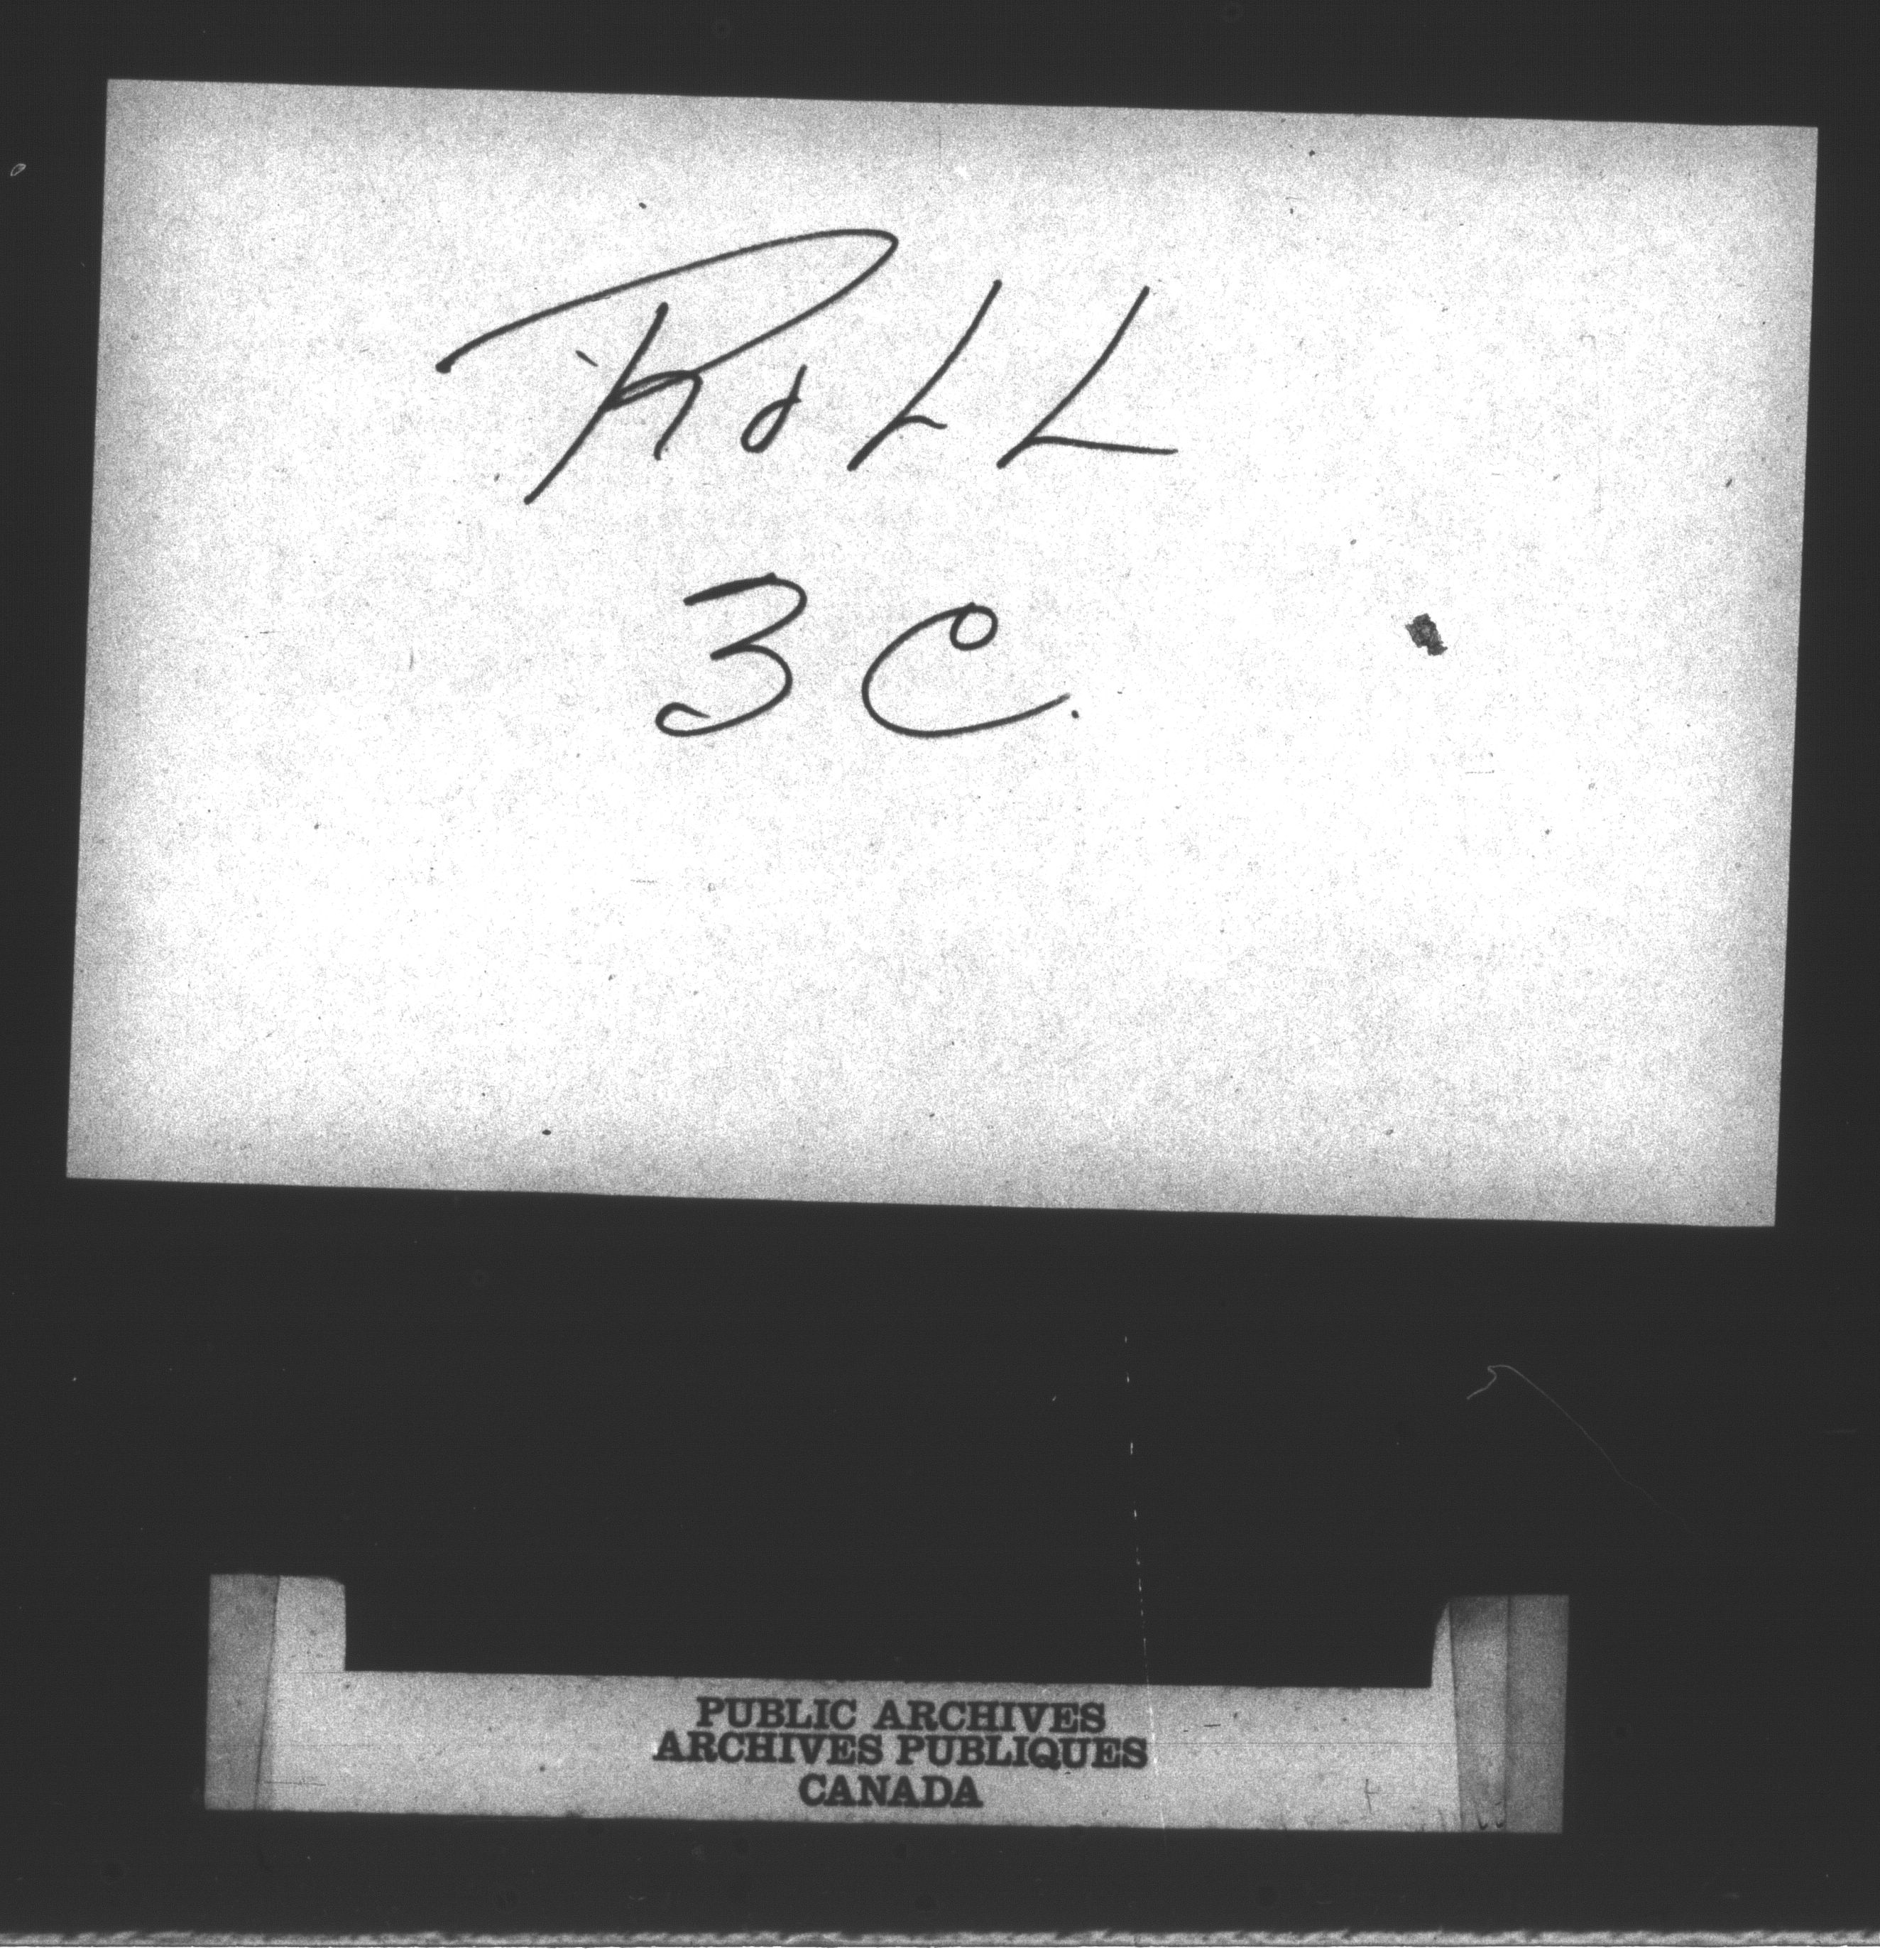 RoLL
3C.
PUBLIC ARCHIVES
ARCHIVES PUBLIQUES
CANADA